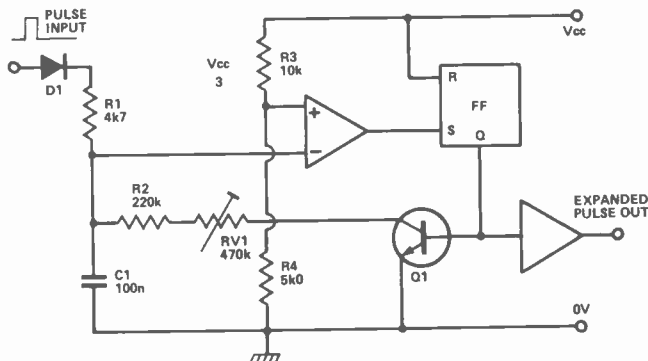 PULSE
INPUT
D1
R1
4k7
Vcc
3
R3
10k
+
−
R
FF
S
Q
Vcc
R2
220k
RV1
470k
C1
100n
R4
5k0
Q1
EXPANDED
PULSE OUT
0V